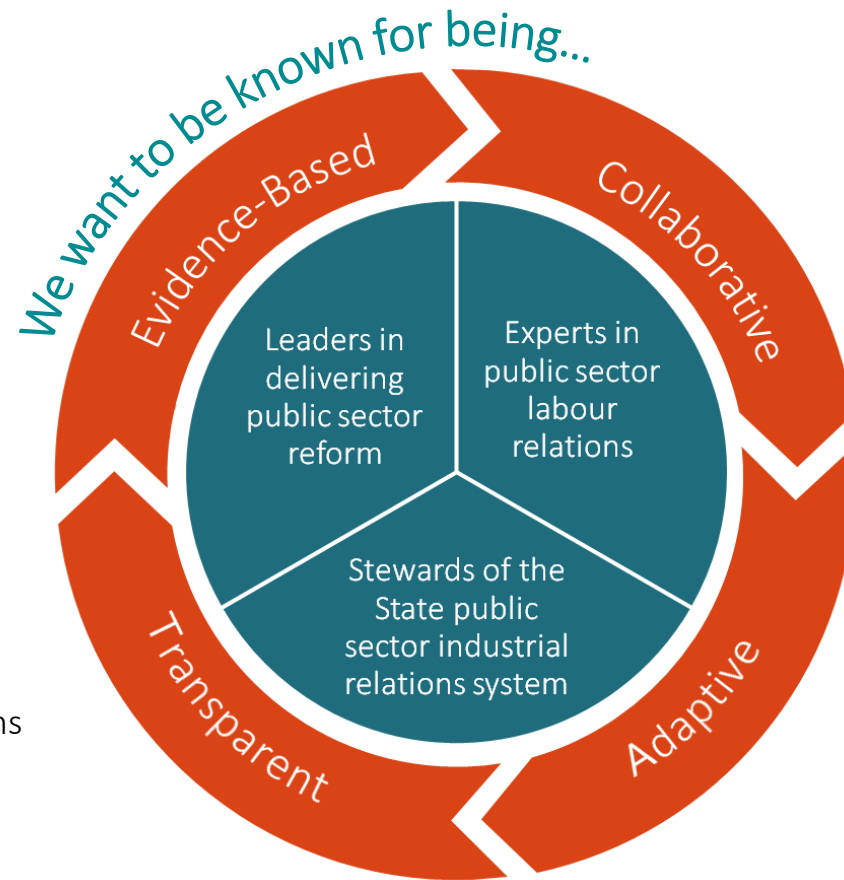 We want to be known for being...
Evidence-Based
Collaborative
Leaders in
delivering
public sector
reform
Experts in
public sector
labour
relations
Stewards of the
State public
sector industrial
relations system
Transparent
Adaptive
ns